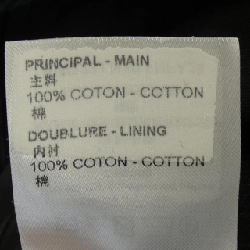 PRINCIPAL - MAIN
主料
100% COTON - COTTON
棉
DOUBLURE - LINING
内衬
100% COTON - COTTON
棉